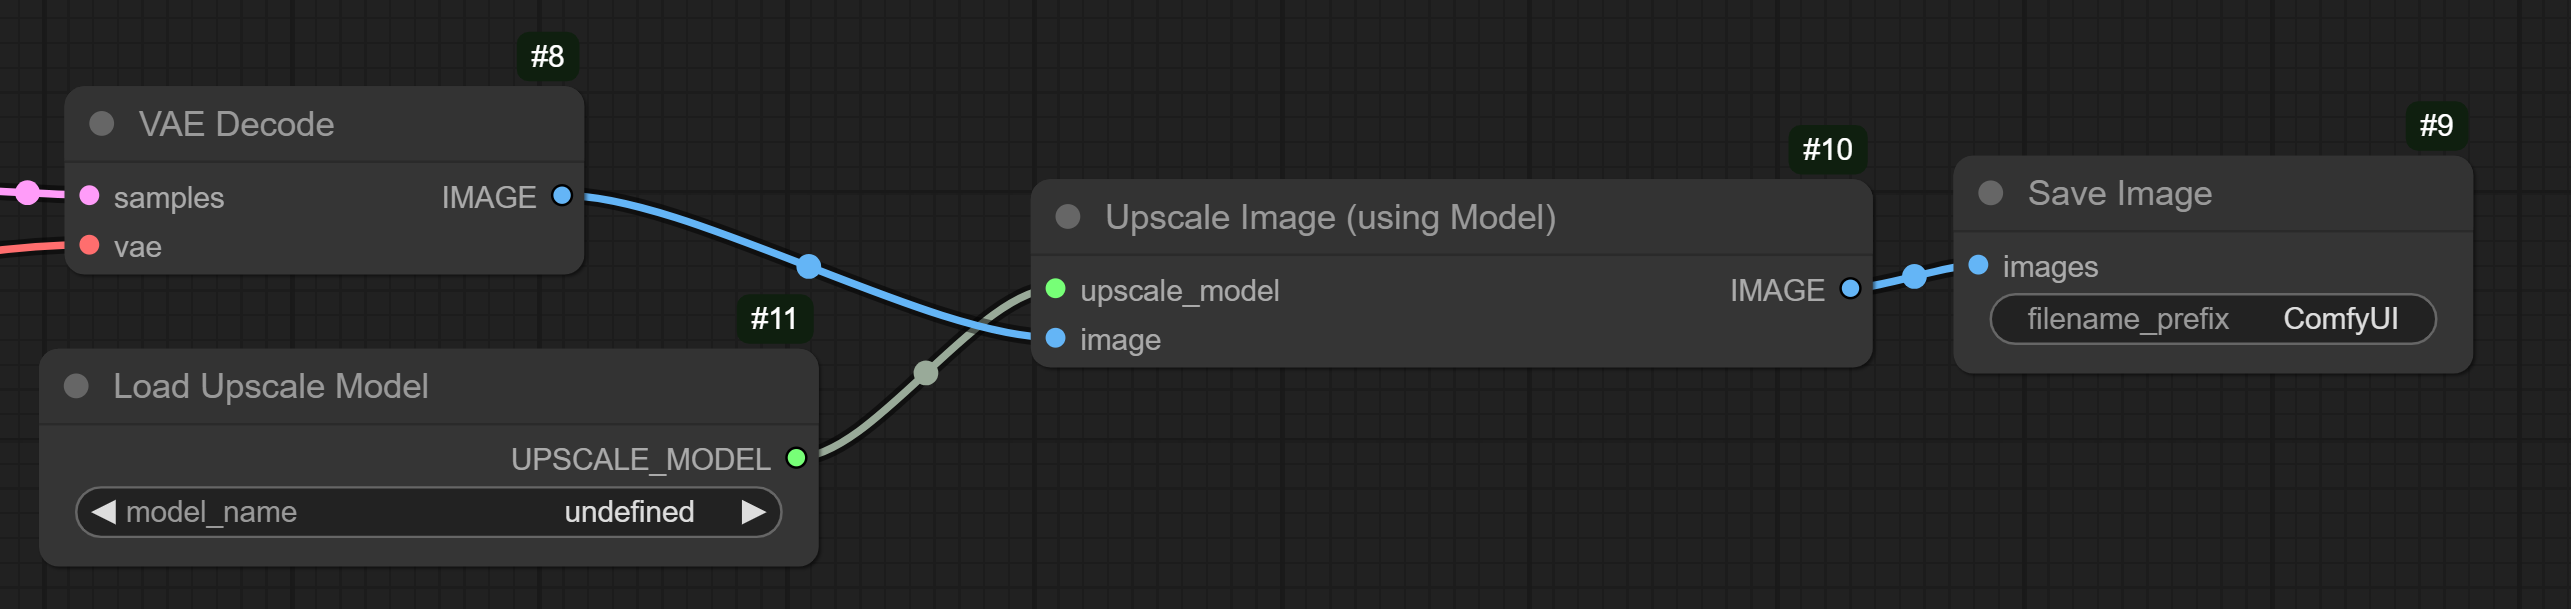 #8
VAE Decode
samples IMAGE
vae
#11
Load Upscale Model
UPSCALE_MODEL
model_name undefined
#10
Upscale Image (using Model)
upscale_model IMAGE
image
#9
Save Image
images
filename_prefix ComfyUI